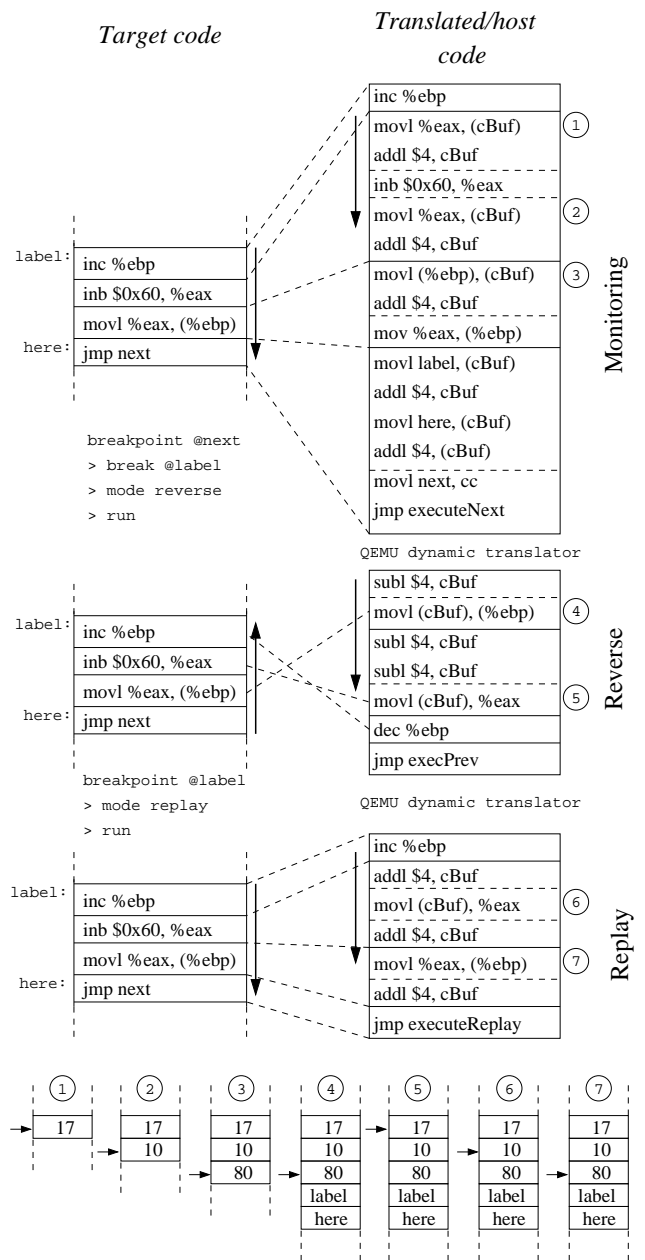 Target code
Translated/host
code
inc %ebp
movl %eax, (cBuf)
1
addl $4, cBuf
inb $0x60, %eax
movl %eax, (cBuf)
2
addl $4, cBuf
movl (%ebp), (cBuf)
3
addl $4, cBuf
mov %eax, (%ebp)
movl label, (cBuf)
addl $4, cBuf
movl here, (cBuf)
addl $4, (cBuf)
movl next, cc
jmp executeNext
Monitoring
label:
inc %ebp
inb $0x60, %eax
movl %eax, (%ebp)
here:
jmp next
breakpoint @next
> break @label
> mode reverse
> run
QEMU dynamic translator
label:
inc %ebp
inb $0x60, %eax
movl %eax, (%ebp)
here:
jmp next
subl $4, cBuf
movl (cBuf), (%ebp)
4
subl $4, cBuf
subl $4, cBuf
movl (cBuf), %eax
5
dec %ebp
jmp execPrev
Reverse
breakpoint @label
> mode replay
> run
QEMU dynamic translator
label:
inc %ebp
inb $0x60, %eax
movl %eax, (%ebp)
here:
jmp next
inc %ebp
addl $4, cBuf
movl (cBuf), %eax
6
addl $4, cBuf
movl %eax, (%ebp)
7
addl $4, cBuf
jmp executeReplay
Replay
1 2 3 4 5 6 7
17 17 17 17 17 17 17
10 10 10 10 10 10
80 80 80 80 80
label label label label
here here here here